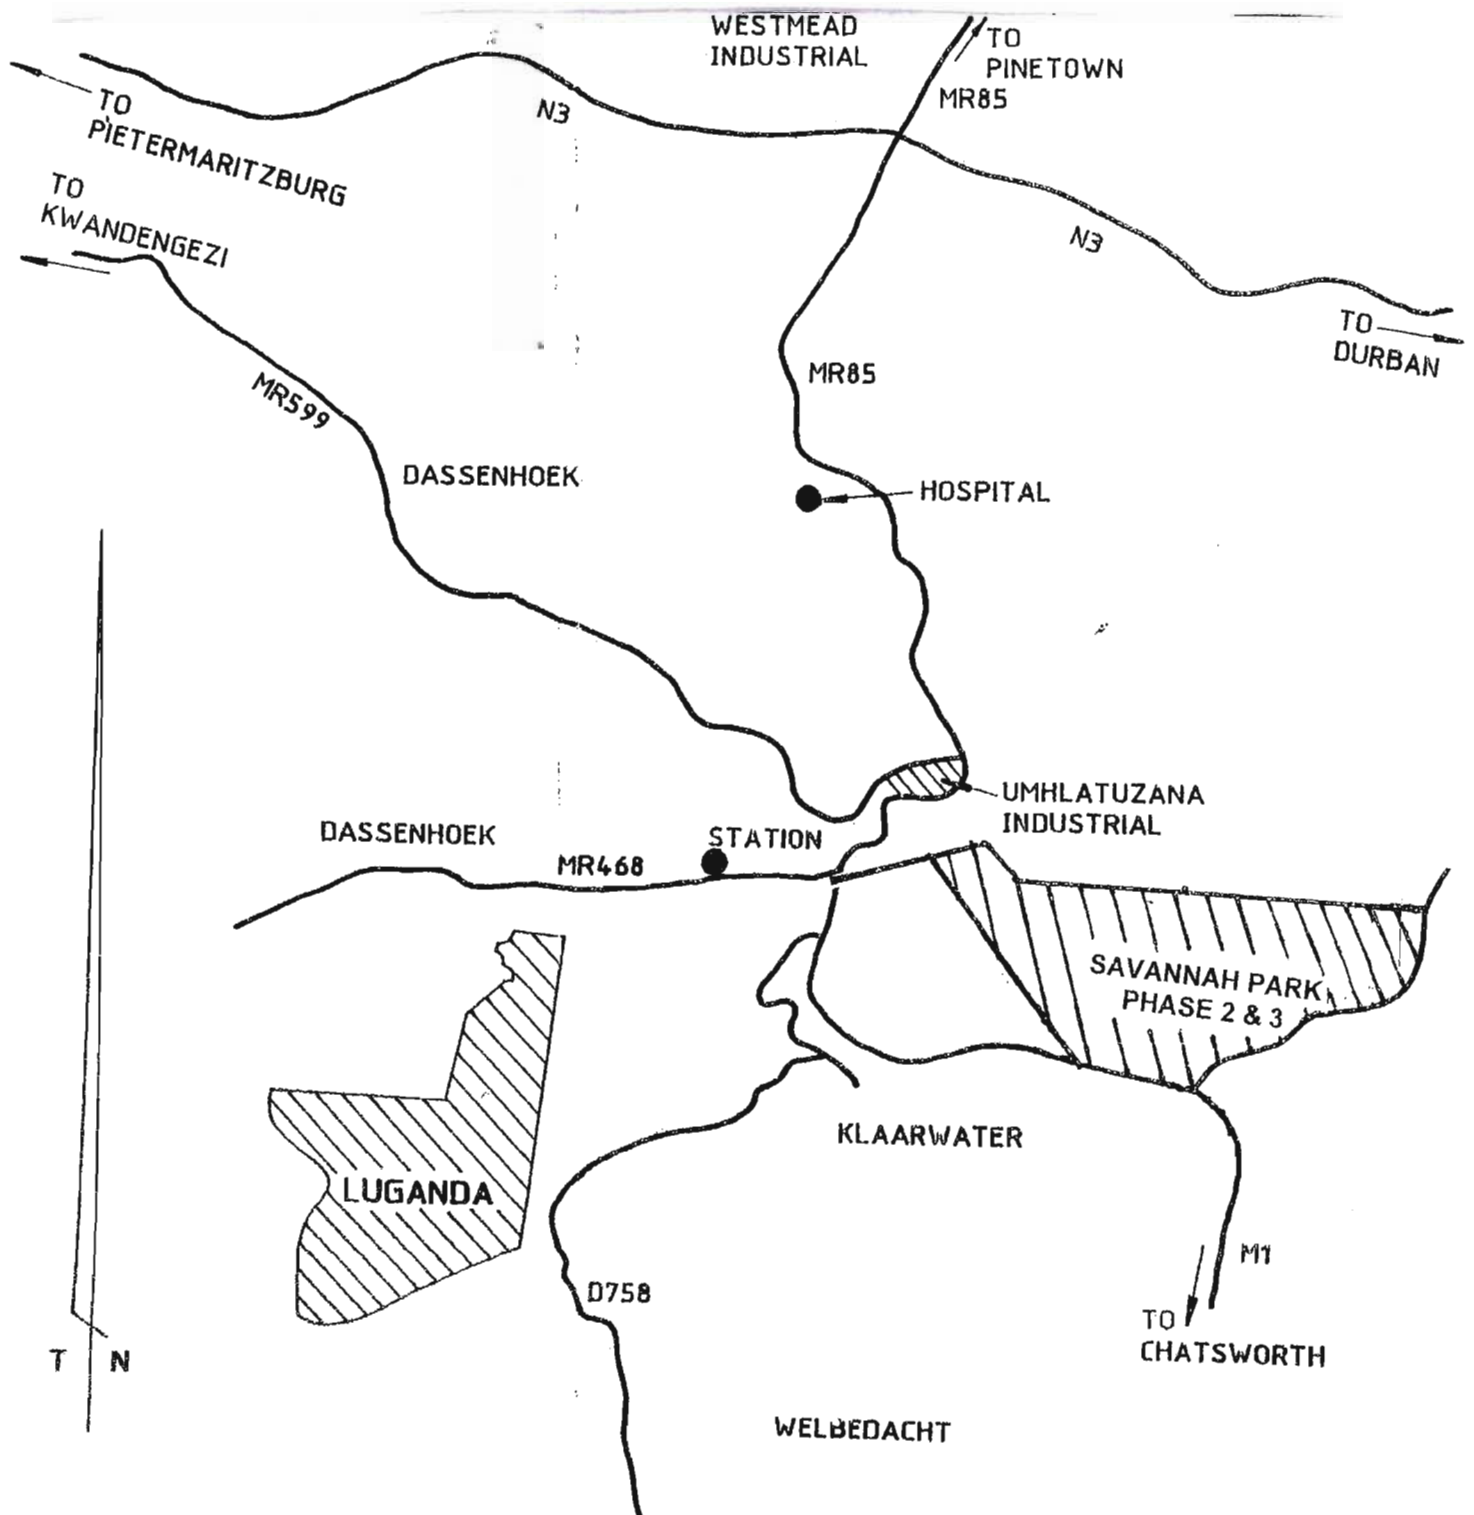 WESTMEAD
INDUSTRIAL
TO
PINETOWN
MR85
N3
TO
PIETERMARITZBURG
TO
KWANDENGEZI
N3
TO
DURBAN
MR85
MR599
DASSENHOEK
HOSPITAL
UMHLATUZANA
INDUSTRIAL
DASSENHOEK
STATION
MR468
SAVANNAH PARK
PHASE 2 & 3
KLAARWATER
LUGANDA
M1
D758
TO
CHATSWORTH
T N
WELBEDACHT